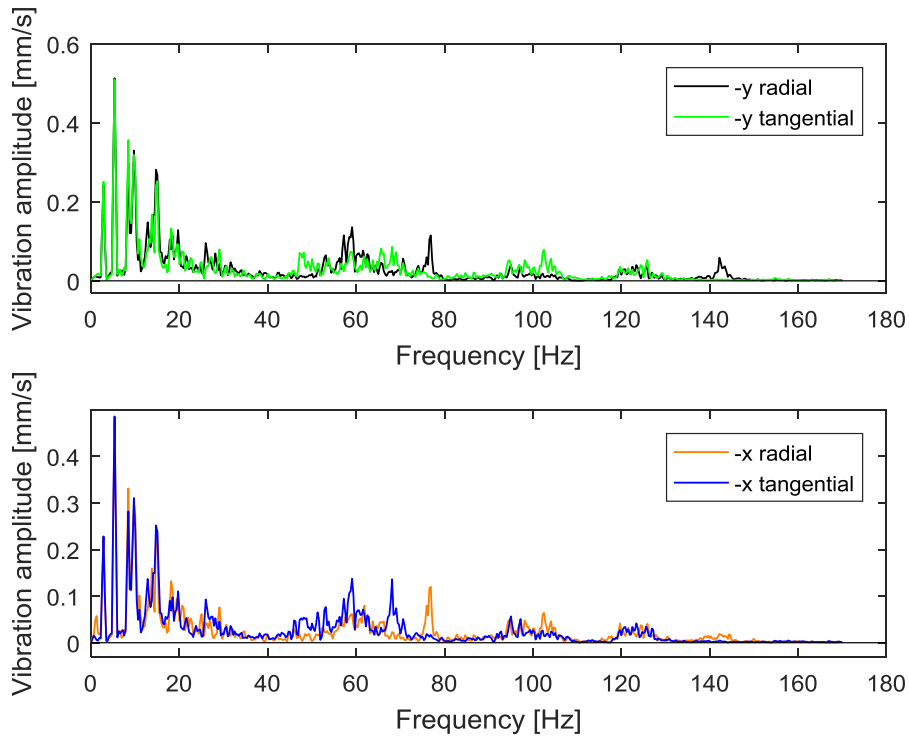 Vibration amplitude [mm/s]
0.6
0.4
0.2
0
-y radial
-y tangential
0 20 40 60 80 100 120 140 160 180
Frequency [Hz]
Vibration amplitude [mm/s]
0.4
0.3
0.2
0.1
0
-x radial
-x tangential
0 20 40 60 80 100 120 140 160 180
Frequency [Hz]